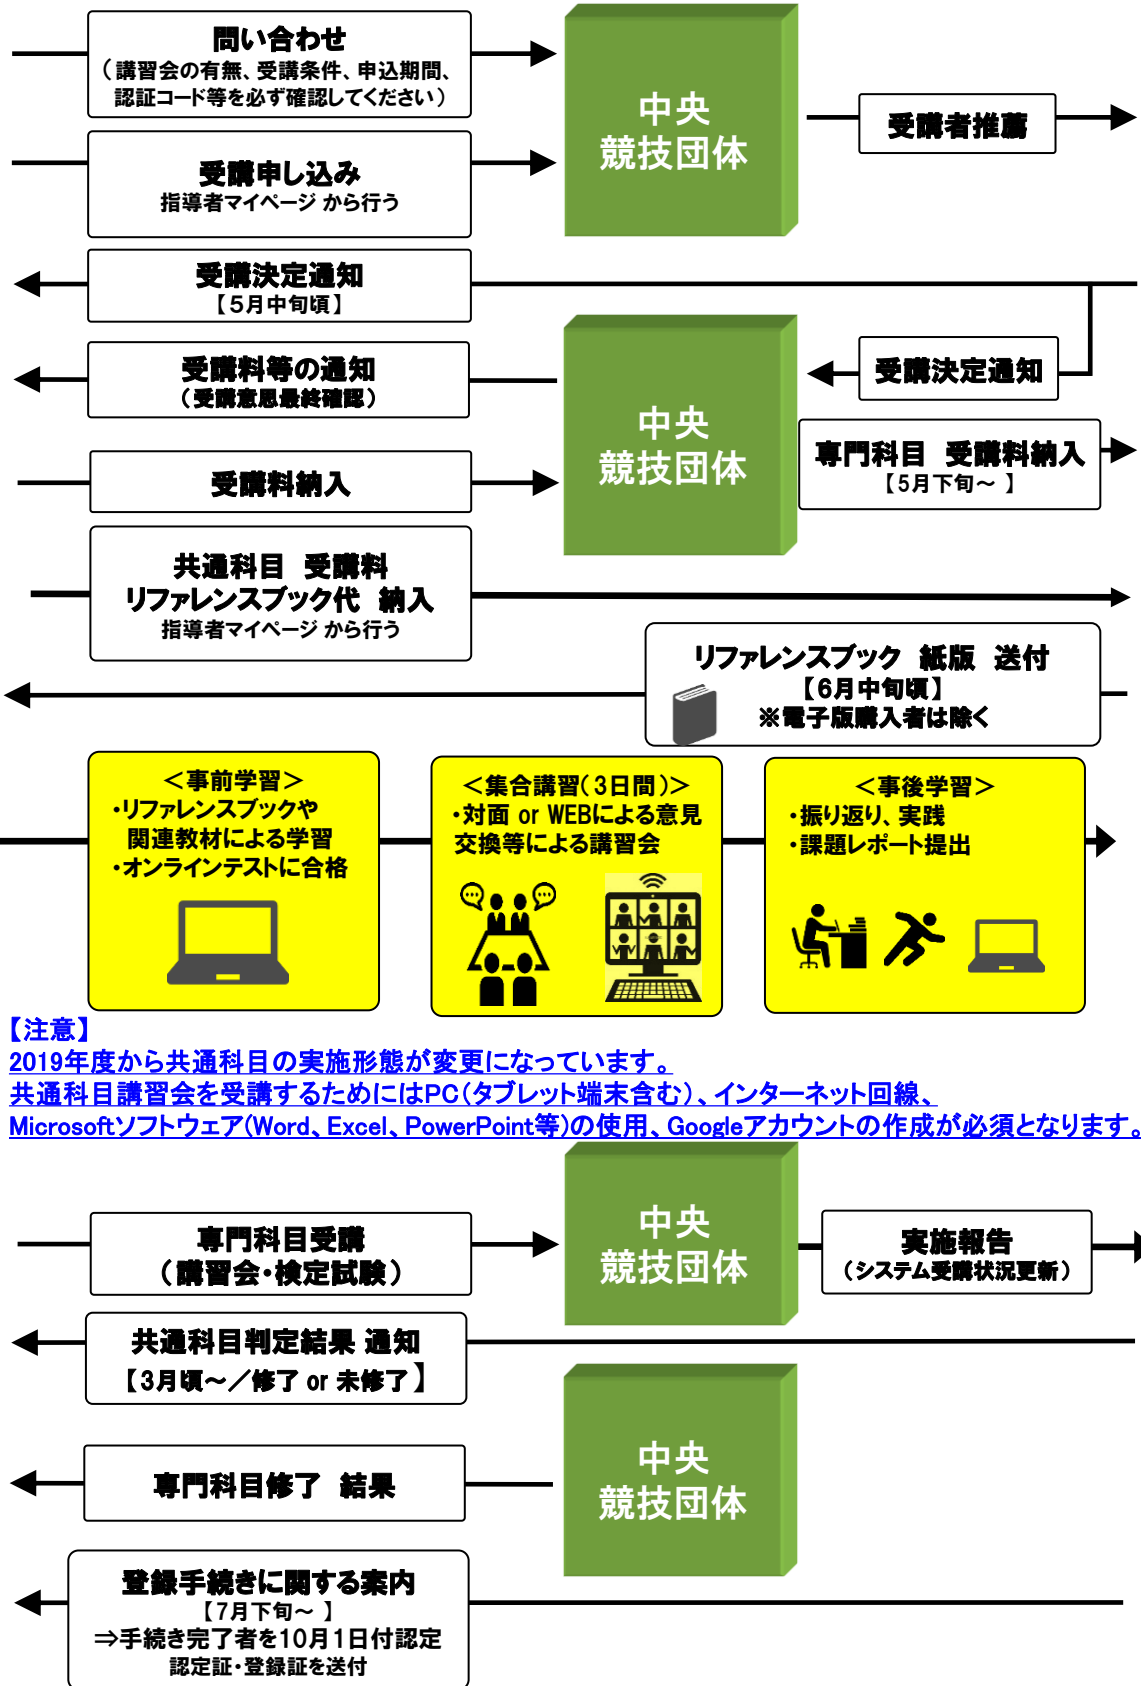 問い合わせ
（講習会の有無、受講条件、申込期間、
認証コード等を必ず確認してください）
中央
競技団体
受講者推薦
受講申し込み
指導者マイページ から行う
受講決定通知
【5月中旬頃】
受講料等の通知
（受講意思最終確認）
中央
競技団体
受講決定通知
専門科目　受講料納入
【5月下旬～ 】
受講料納入
共通科目　受講料
リファレンスブック代　納入
指導者マイページ から行う
リファレンスブック　紙版　送付
【6月中旬頃】
※電子版購入者は除く
＜事前学習＞
・リファレンスブックや
関連教材による学習
・オンラインテストに合格
＜集合講習（3日間）＞
・対面 or WEBによる意見
交換等による講習会
＜事後学習＞
・振り返り、実践
・課題レポート提出
【注意】
2019年度から共通科目の実施形態が変更になっています。
共通科目講習会を受講するためにはPC（タブレット端末含む）、インターネット回線、
Microsoftソフトウェア(Word、Excel、PowerPoint等)の使用、Googleアカウントの作成が必須となります。
専門科目受講
（講習会・検定試験）
中央
競技団体
実施報告
（システム受講状況更新）
共通科目判定結果 通知
【3月頃～／修了 or 未修了】
専門科目修了　結果
中央
競技団体
登録手続きに関する案内
【7月下旬～ 】
⇒手続き完了者を10月1日付認定
認定証・登録証を送付